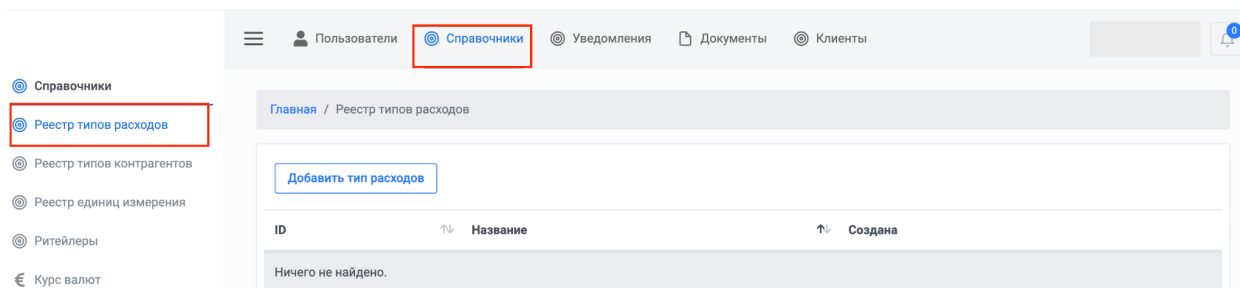 Пользователи Справочники Уведомления Документы Клиенты 0
Справочники
Реестр типов расходов
Реестр типов контрагентов
Реестр единиц измерения
Ритейлеры
€ Курс валют
Главная / Реестр типов расходов
Добавить тип расходов
ID Название Создана
Ничего не найдено.